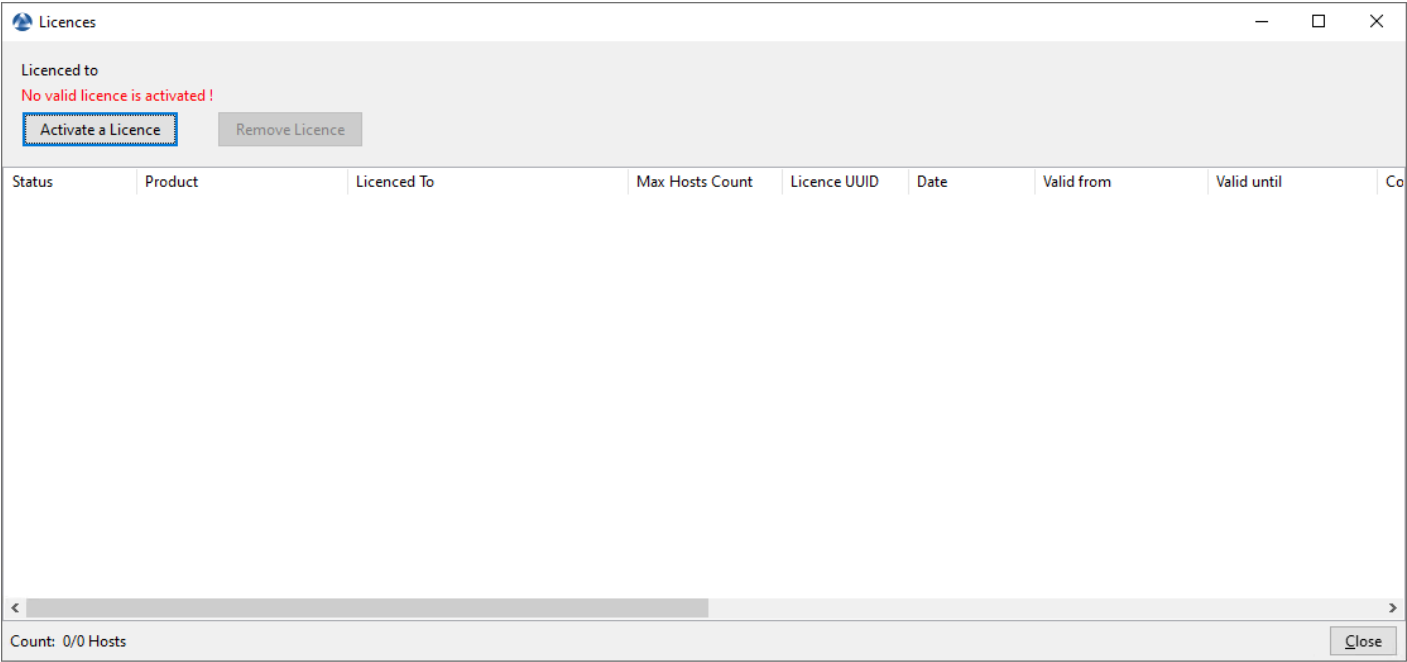 Licences
Licenced to
No valid licence is activated !
Activate a Licence Remove Licence
Status Product Licenced To Max Hosts Count Licence UUID Date Valid from Valid until Co
Count: 0/0 Hosts Close